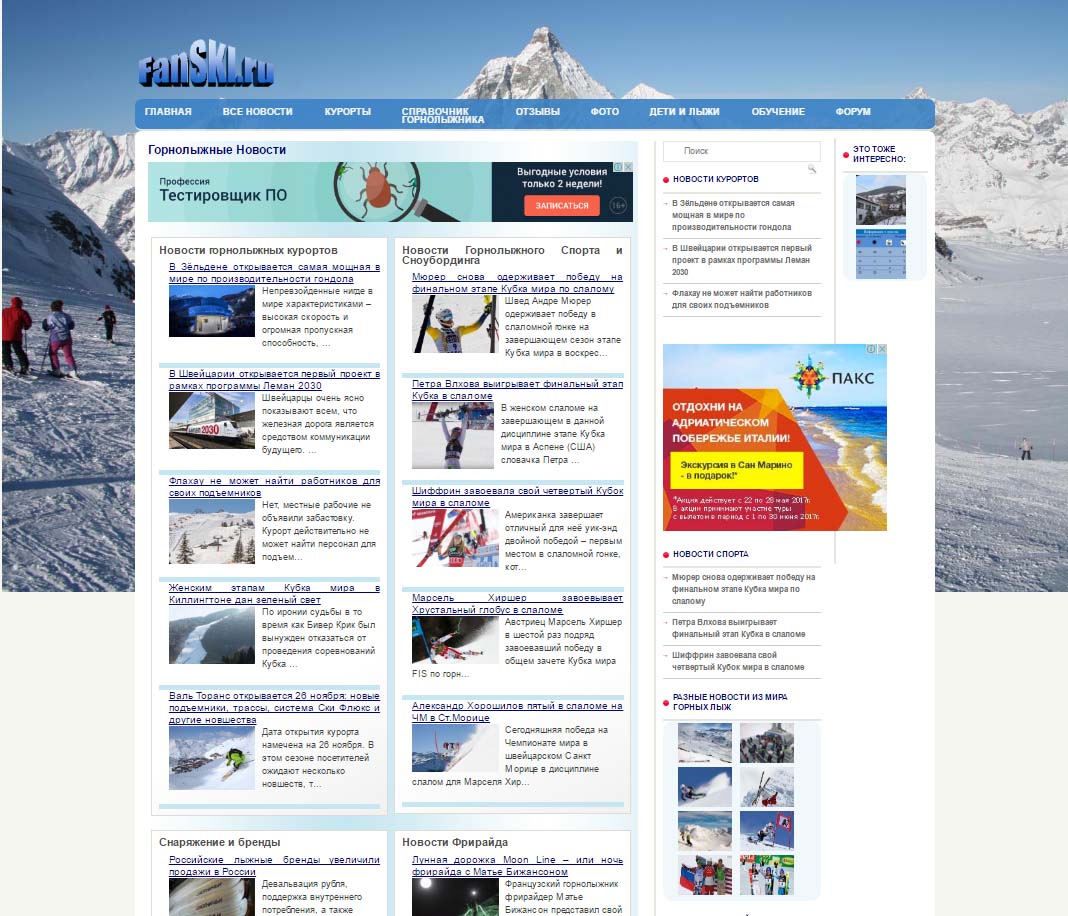 FanSKI.ru
ГЛАВНАЯ
ВСЕ НОВОСТИ
КУРОРТЫ
СПРАВОЧНИК
ГОРНОЛЫЖНИКА
ОТЗЫВЫ
ФОТО
ДЕТИ И ЛЫЖИ
ОБУЧЕНИЕ
ФОРУМ
Горнолыжные Новости
Профессия
Тестировщик ПО
Выгодные условия
только 2 недели!
ЗАПИСАТЬСЯ
16+
Новости горнолыжных курортов
В Зёльдене открывается самая мощная в
мире по производительности гондола
Непревзойденные нигде в
мире характеристиками –
высокая скорость и
огромная пропускная
способность, ...
В Швейцарии открывается первый проект в
рамках программы Леман 2030
Léman 2030
Швейцарцы очень ясно
показывают всем, что
железная дорога является
средством коммуникации
будущего. ...
Флахау не может найти работников для
своих подъемников
Нет, местные рабочие не
объявили забастовку.
Курорт действительно не
может найти персонал для
подъем...
Женским этапам Кубка мира в
Киллингтоне дан зеленый свет
По иронии судьбы в то
время как Бивер Крик был
вынужден отказаться от
проведения соревнований
Кубка ...
Валь Торанс открывается 26 ноября: новые
подъемники, трассы, система Ски Флюкс и
другие новшества
Дата открытия курорта
намечена на 26 ноября. В
этом сезоне посетителей
ожидают несколько
новшеств, т...
Новости Горнолыжного Спорта и
Сноубординга
Мюрер снова одерживает победу на
финальном этапе Кубка мира по слалому
Швед Андре Мюрер
одерживает победу в
слаломной гонке на
завершающем сезон этапе
Кубка мира в воскрес...
Петра Влхова выигрывает финальный этап
Кубка в слаломе
В женском слаломе на
завершающем в данной
дисциплине этапе Кубка
мира в Аспене (США)
словачка Петра ...
Шиффрин завоевала свой четвертый Кубок
мира в слаломе
Американка завершает
отличный для неё уик-энд
двойной победой – первым
местом в слаломной гонке,
кот...
Марсель Хиршер завоевывает
Хрустальный глобус в слаломе
Австриец Марсель Хиршер
в шестой раз подряд
завоевавший победу в
общем зачете Кубка мира
FIS по горн...
Александр Хорошилов пятый в слаломе на
ЧМ в Ст.Морице
Сегодняшняя победа на
Чемпионате мира в
швейцарском Санкт
Морице в дисциплине
слалом для Марселя Хир...
Снаряжение и бренды
Российские лыжные бренды увеличили
продажи в России
Девальвация рубля,
поддержка внутреннего
потребления, а также
Новости Фрирайда
Лунная дорожка Moon Line – или ночь
фрирайда с Матье Бижансоном
Французский горнолыжник
фрирайдер Матье
Бижансон представил свой
Поиск
НОВОСТИ КУРОРТОВ
В Зёльдене открывается самая
мощная в мире по
производительности гондола
В Швейцарии открывается первый
проект в рамках программы Леман
2030
Флахау не может найти работников
для своих подъемников
ПАКС
ОТДОХНИ НА
АДРИАТИЧЕСКОМ
ПОБЕРЕЖЬЕ ИТАЛИИ!
Экскурсия в Сан Марино
- в подарок!*
*Акция действует с 22 по 28 мая 2017г.
В акции принимают участие туры
с вылетом в период с 1 по 30 июня 2017г.
НОВОСТИ СПОРТА
Мюрер снова одерживает победу на
финальном этапе Кубка мира по
слалому
Петра Влхова выигрывает
финальный этап Кубка в слаломе
Шиффрин завоевала свой
четвертый Кубок мира в слаломе
РАЗНЫЕ НОВОСТИ ИЗ МИРА
ГОРНЫХ ЛЫЖ
ЭТО ТОЖЕ
ИНТЕРЕСНО: